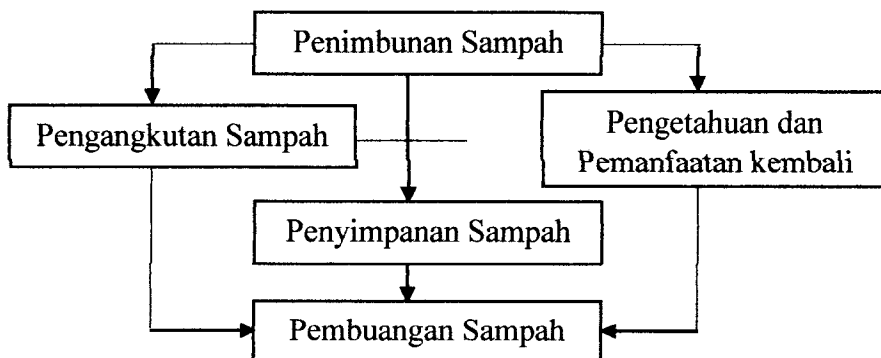 Penimbunan Sampah
Pengangkutan Sampah
Pengetahuan dan
Pemanfaatan kembali
Penyimpanan Sampah
Pembuangan Sampah